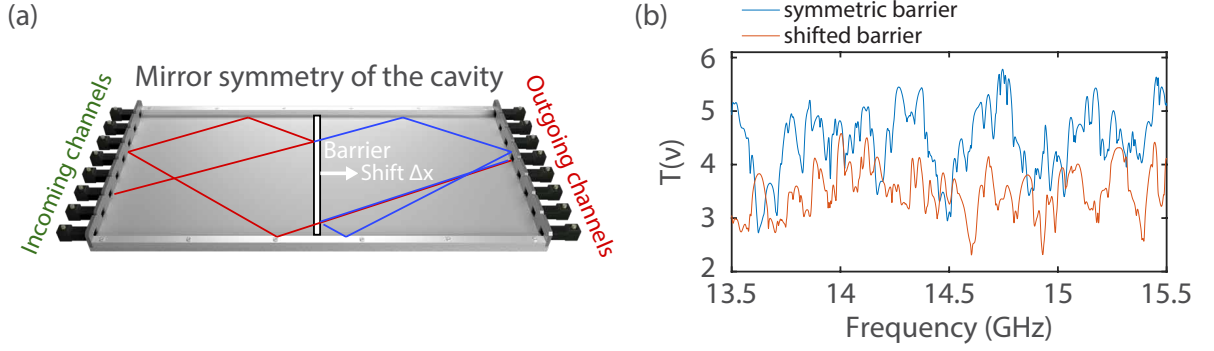 (a)
Mirror symmetry of the cavity
Incoming channels
Barrier
Shift Δx
Outgoing channels
(b)
symmetric barrier
shifted barrier
T(ν)
6
5
4
3
2
13.5
14
14.5
15
15.5
Frequency (GHz)